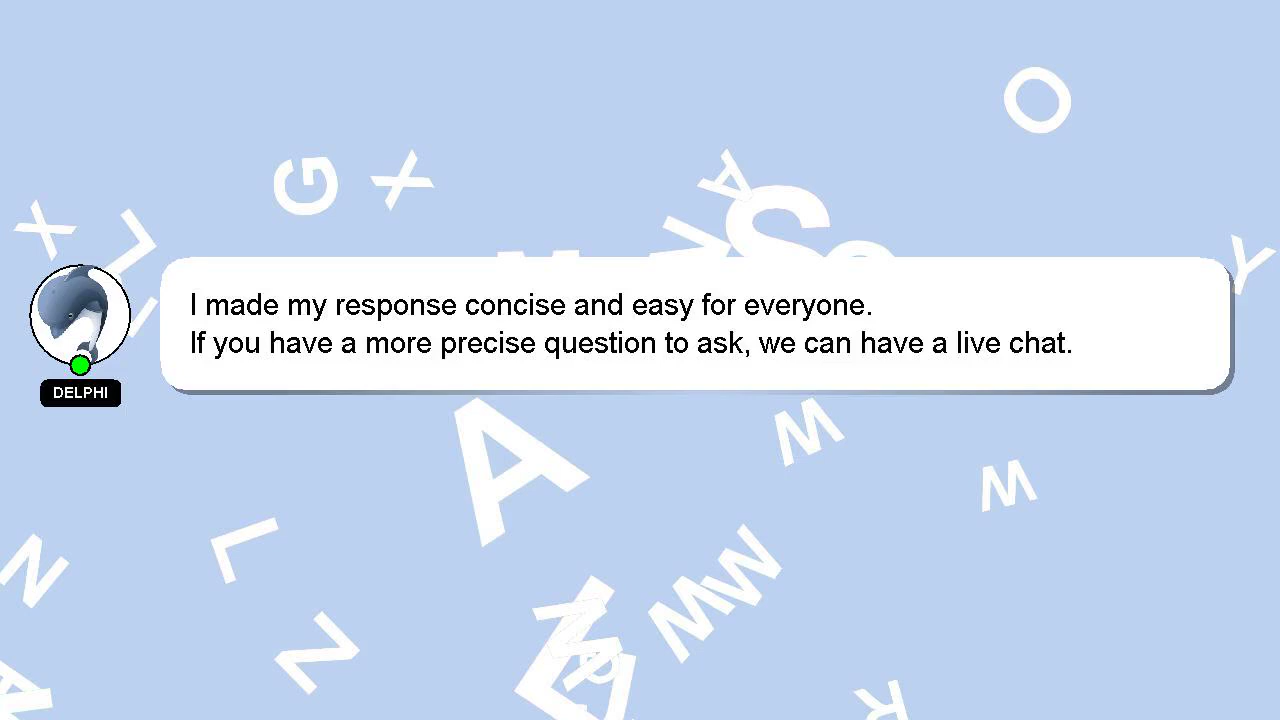 O
G
X
A
X
L
S
Y
I made my response concise and easy for everyone.
If you have a more precise question to ask, we can have a live chat.
DELPHI
A
W
W
L
N
W
W
Z
R